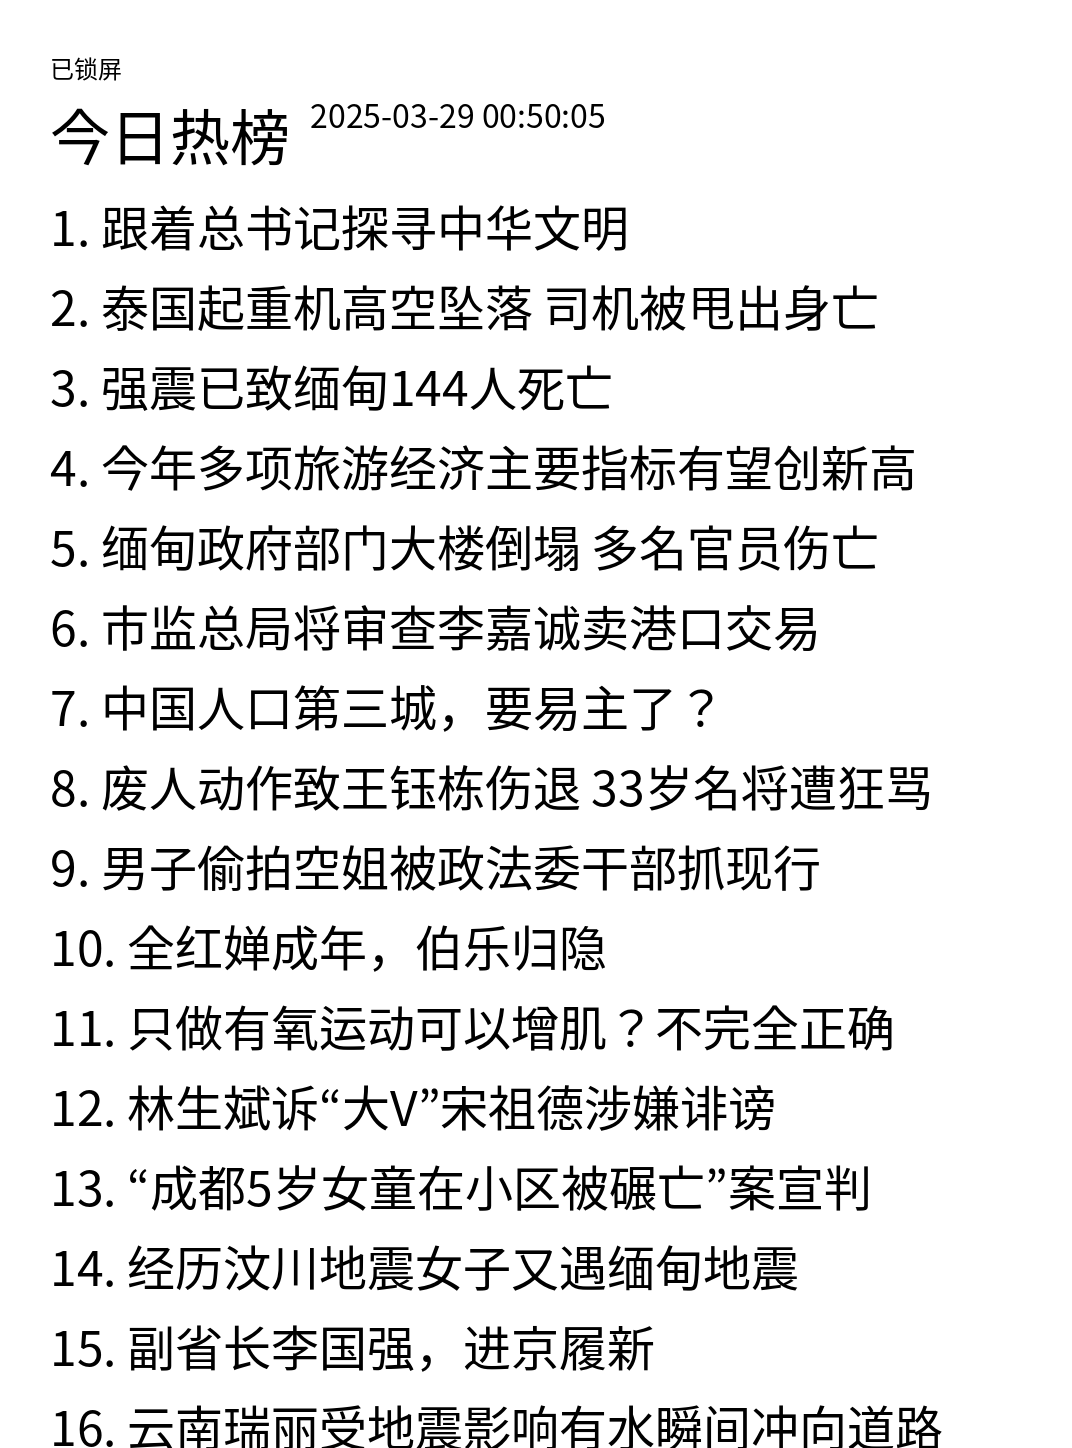 已锁屏
今日热榜 2025-03-29 00:50:05
1. 跟着总书记探寻中华文明
2. 泰国起重机高空坠落 司机被甩出身亡
3. 强震已致缅甸144人死亡
4. 今年多项旅游经济主要指标有望创新高
5. 缅甸政府部门大楼倒塌 多名官员伤亡
6. 市监总局将审查李嘉诚卖港口交易
7. 中国人口第三城，要易主了？
8. 废人动作致王钰栋伤退 33岁名将遭狂骂
9. 男子偷拍空姐被政法委干部抓现行
10. 全红婵成年，伯乐归隐
11. 只做有氧运动可以增肌？不完全正确
12. 林生斌诉“大V”宋祖德涉嫌诽谤
13. “成都5岁女童在小区被碾亡”案宣判
14. 经历汶川地震女子又遇缅甸地震
15. 副省长李国强，进京履新
16. 云南瑞丽受地震影响有水瞬间冲向道路